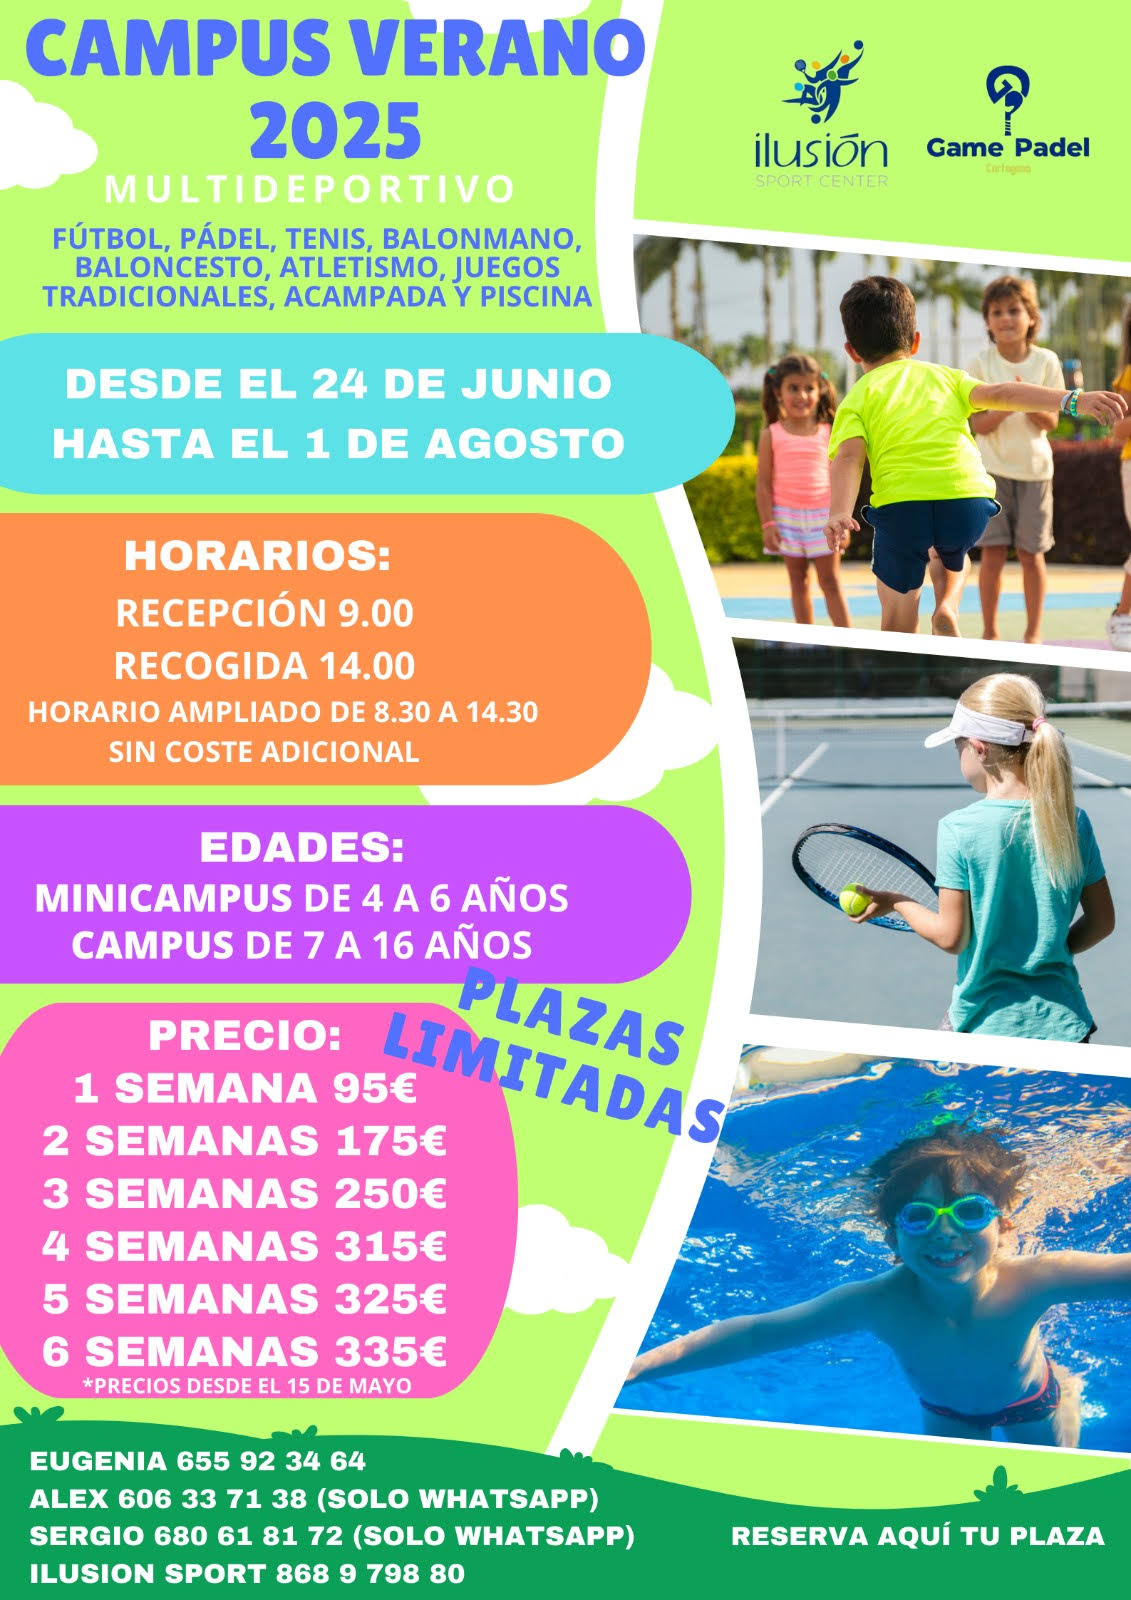 CAMPUS VERANO
2025
MULTIDEPORTIVO
FÚTBOL, PÁDEL, TENIS, BALONMANO,
BALONCESTO, ATLETISMO, JUEGOS
TRADICIONALES, ACAMPADA Y PISCINA
ilusión
SPORT CENTER
Game Padel
Cartagena
DESDE EL 24 DE JUNIO
HASTA EL 1 DE AGOSTO
HORARIOS:
RECEPCIÓN 9.00
RECOGIDA 14.00
HORARIO AMPLIADO DE 8.30 A 14.30
SIN COSTE ADICIONAL
EDADES:
MINICAMPUS DE 4 A 6 AÑOS
CAMPUS DE 7 A 16 AÑOS
PLAZAS
LIMITADAS
PRECIO:
1 SEMANA 95€
2 SEMANAS 175€
3 SEMANAS 250€
4 SEMANAS 315€
5 SEMANAS 325€
6 SEMANAS 335€
*PRECIOS DESDE EL 15 DE MAYO
EUGENIA 655 92 34 64
ALEX 606 33 71 38 (SOLO WHATSAPP)
SERGIO 680 61 81 72 (SOLO WHATSAPP)
ILUSION SPORT 868 9 798 80
RESERVA AQUÍ TU PLAZA